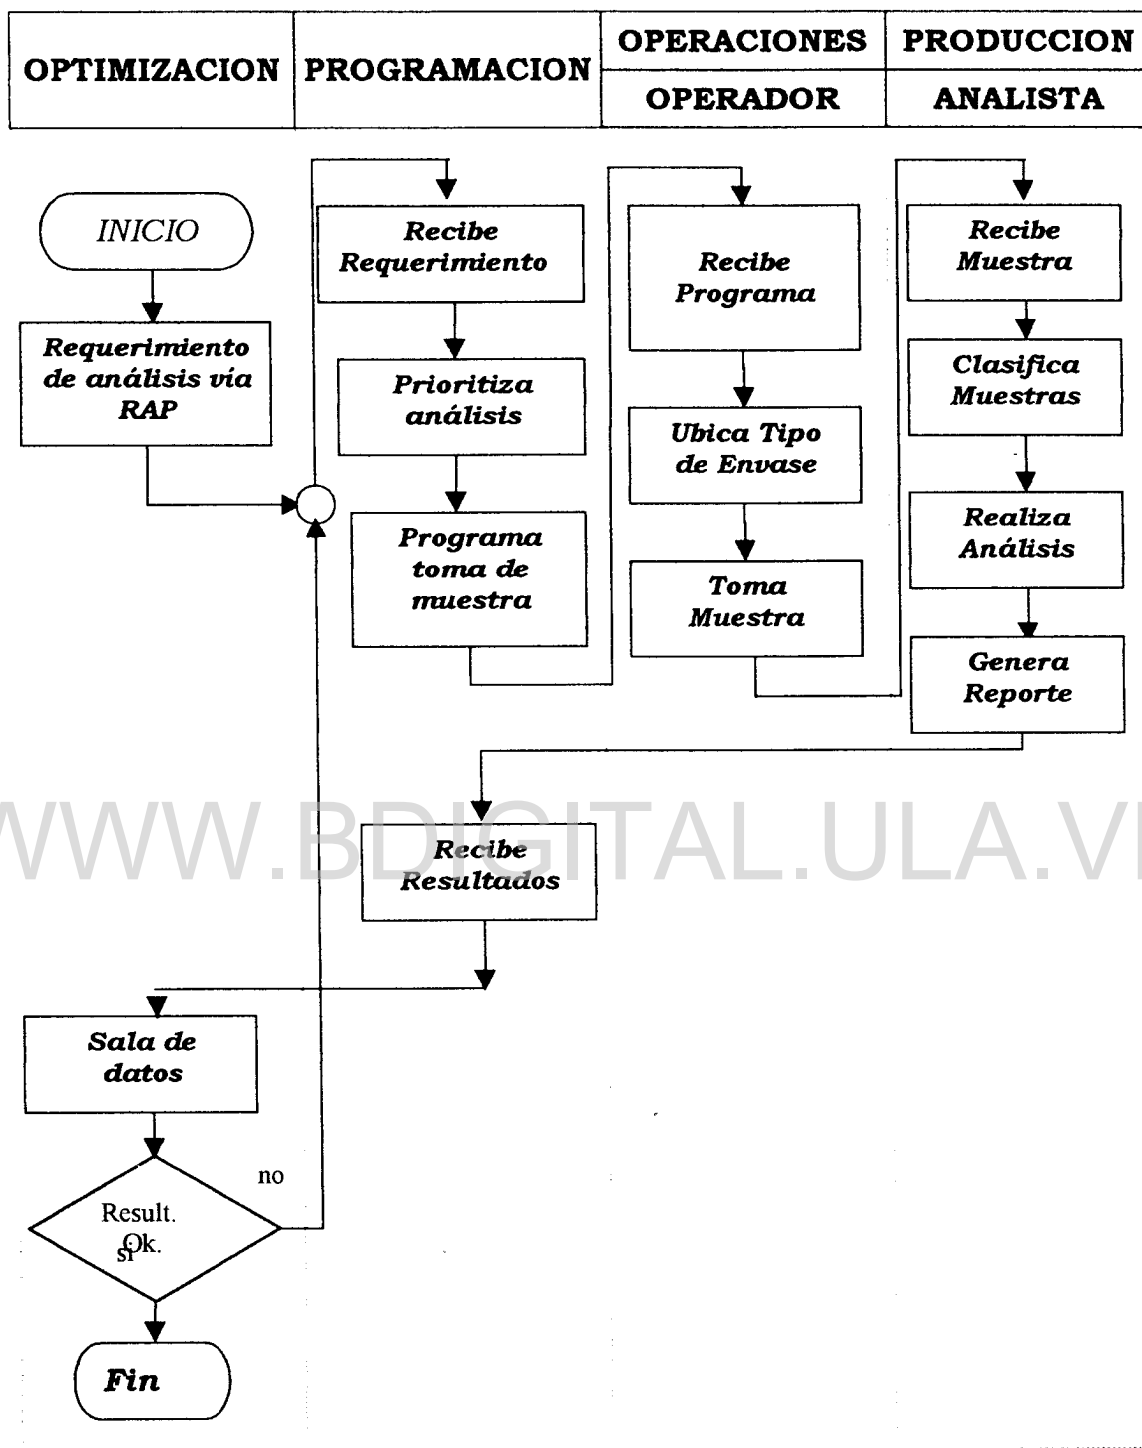 OPTIMIZACION
PROGRAMACION
OPERACIONES
OPERADOR
PRODUCCION
ANALISTA
INICIO
Requerimiento
de análisis vía
RAP
Recibe
Requerimiento
Prioritiza
análisis
Programa
toma de
muestra
Recibe
Programa
Ubica Tipo
de Envase
Toma
Muestra
Recibe
Muestra
Clasifica
Muestras
Realiza
Análisis
Genera
Reporte
WWW.BDIGITAL.ULA.VE
Recibe
Resultados
Sala de
datos
no
Result.
Ok.
si
Fin